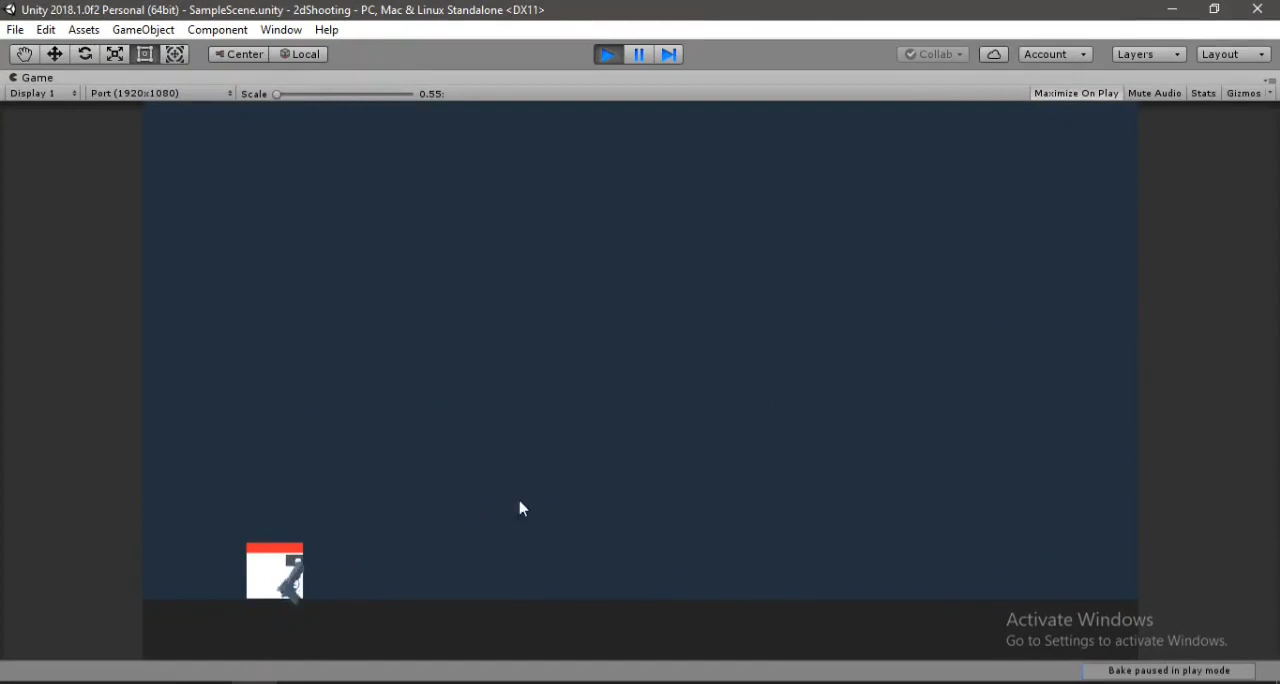 Unity 2018.1.0f2 Personal (64bit) - SampleScene.unity - 2dShooting - PC, Mac & Linux Standalone <DX11>
File Edit Assets GameObject Component Window Help
Center Local Collab Account Layers Layout
Game
Display 1 Port (1920x1080) Scale 0.55: Maximize On Play Mute Audio Stats Gizmos
Activate Windows
Go to Settings to activate Windows.
Bake paused in play mode